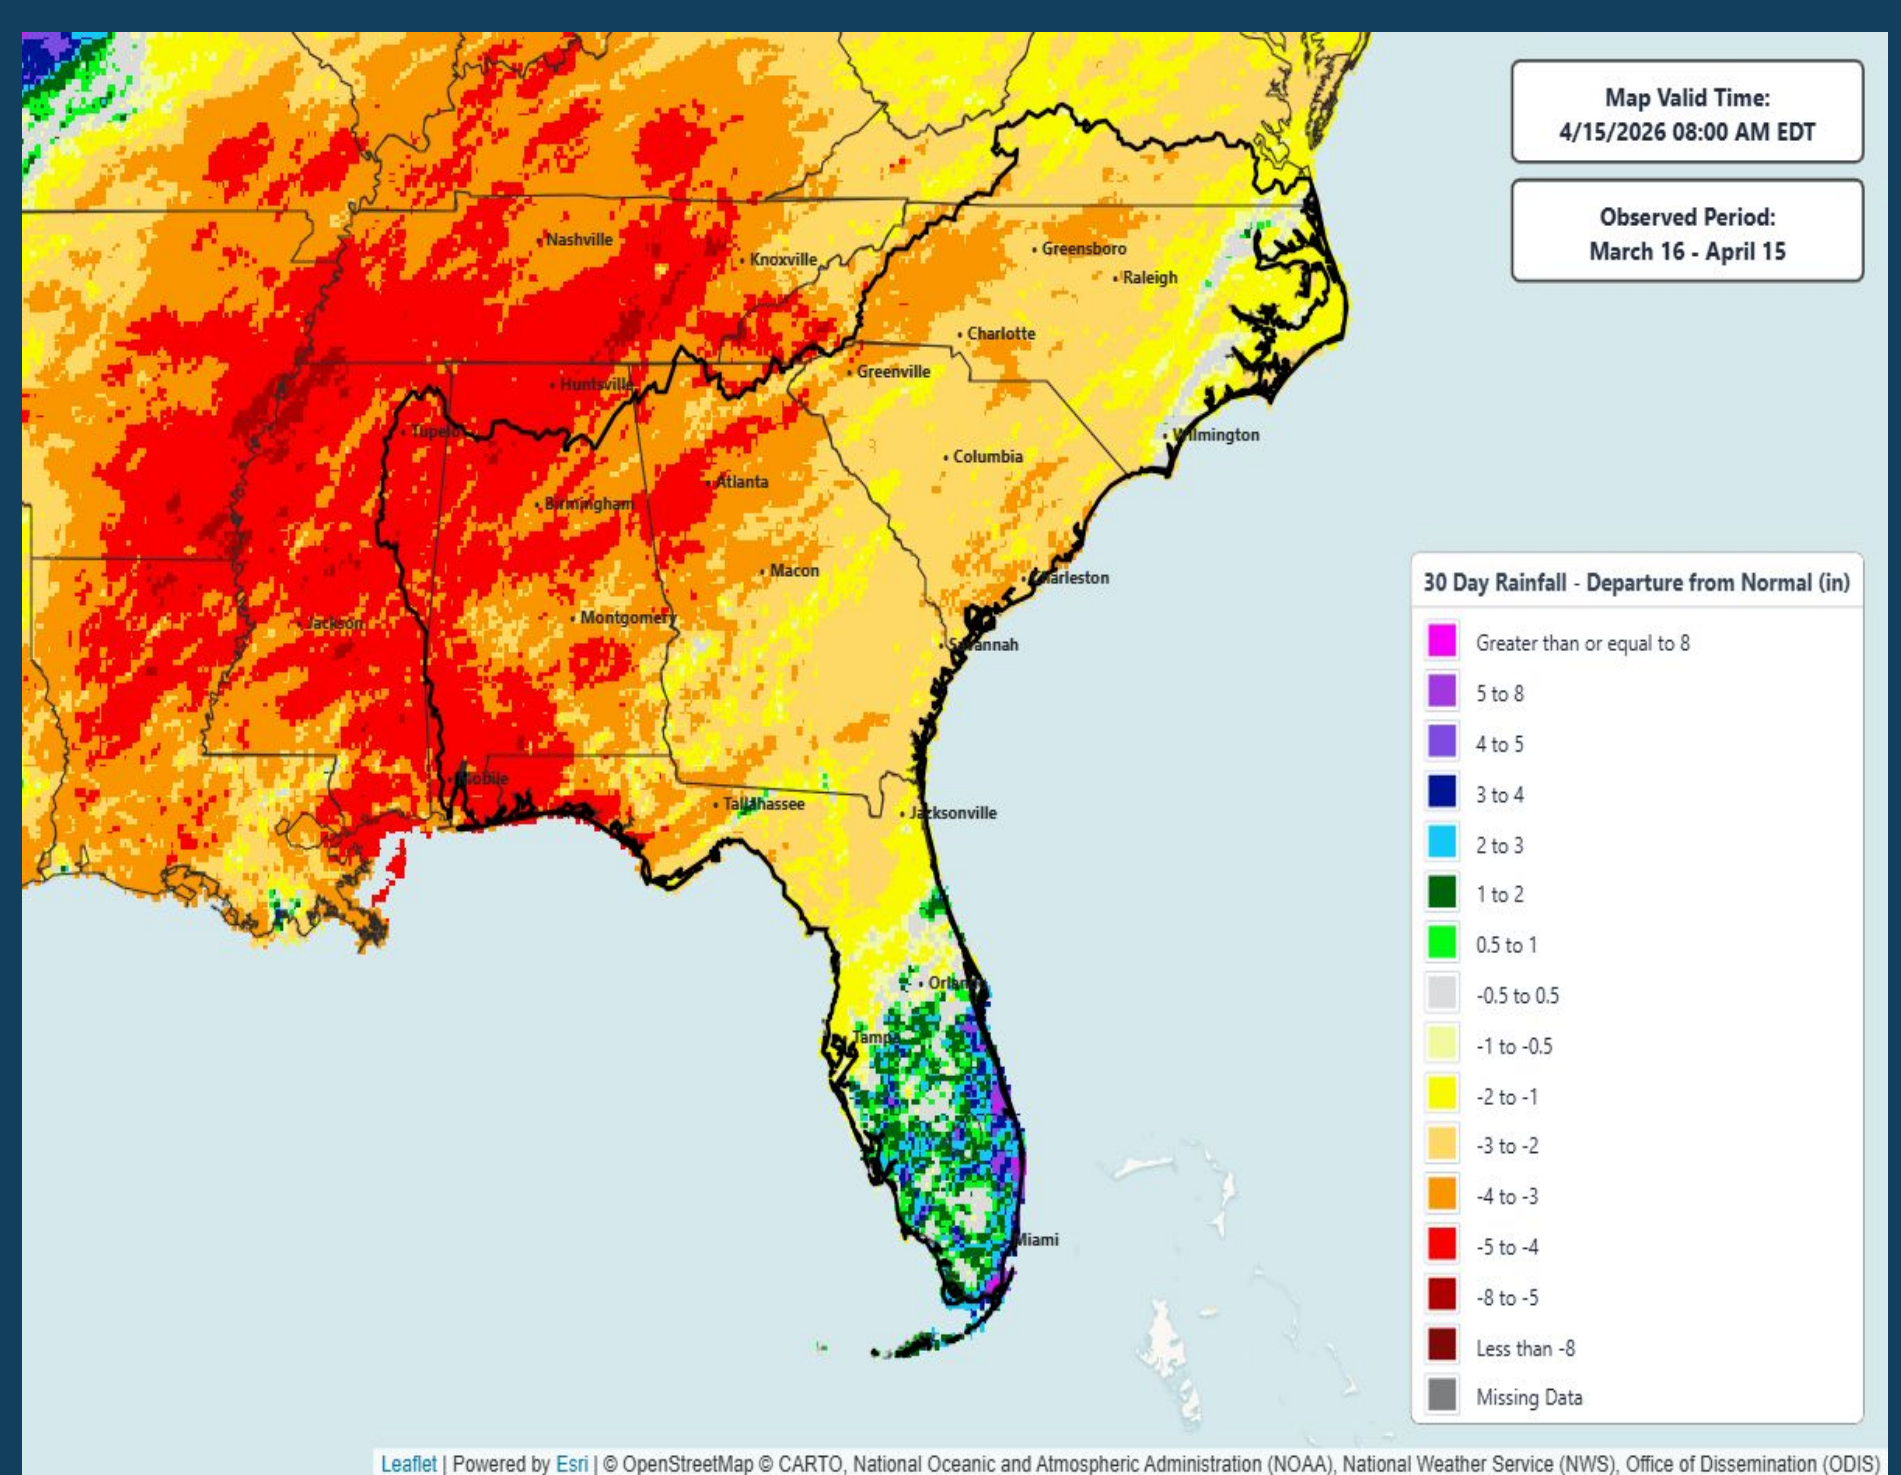 Map Valid Time:
4/15/2026 08:00 AM EDT
Observed Period:
March 16 - April 15
Nashville
Knoxville
Greensboro
Raleigh
Charlotte
Greenville
Huntsville
Tupelo
Wilmington
Columbia
Atlanta
Birmingham
Macon
Charleston
Montgomery
Jackson
Savannah
Mobile
Tallahassee
Jacksonville
Orlando
Tampa
Miami
30 Day Rainfall - Departure from Normal (in)
Greater than or equal to 8
5 to 8
4 to 5
3 to 4
2 to 3
1 to 2
0.5 to 1
-0.5 to 0.5
-1 to -0.5
-2 to -1
-3 to -2
-4 to -3
-5 to -4
-8 to -5
Less than -8
Missing Data
Leaflet | Powered by Esri | © OpenStreetMap © CARTO, National Oceanic and Atmospheric Administration (NOAA), National Weather Service (NWS), Office of Dissemination (ODIS)